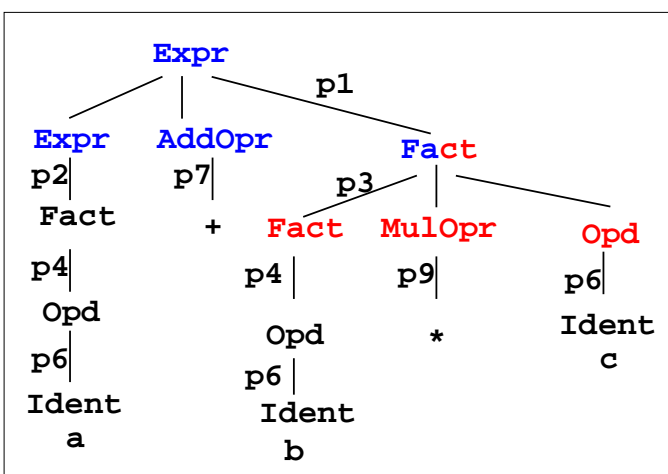 Expr
p1
Expr AddOpr Fact
p2 p7 p3
Fact + Fact MulOpr Opd
p4 p4 p9 p6
Opd Opd * Ident
p6 p6 c
Ident Ident
a b